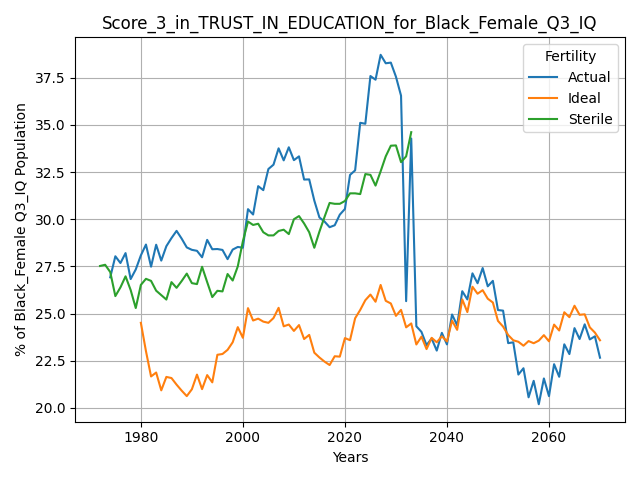 Score_3_in_TRUST_IN_EDUCATION_for_Black_Female_Q3_IQ
Fertility
Actual
Ideal
Sterile
% of Black_Female Q3_IQ Population
37.5
35.0
32.5
30.0
27.5
25.0
22.5
20.0
1980
2000
2020
2040
2060
Years